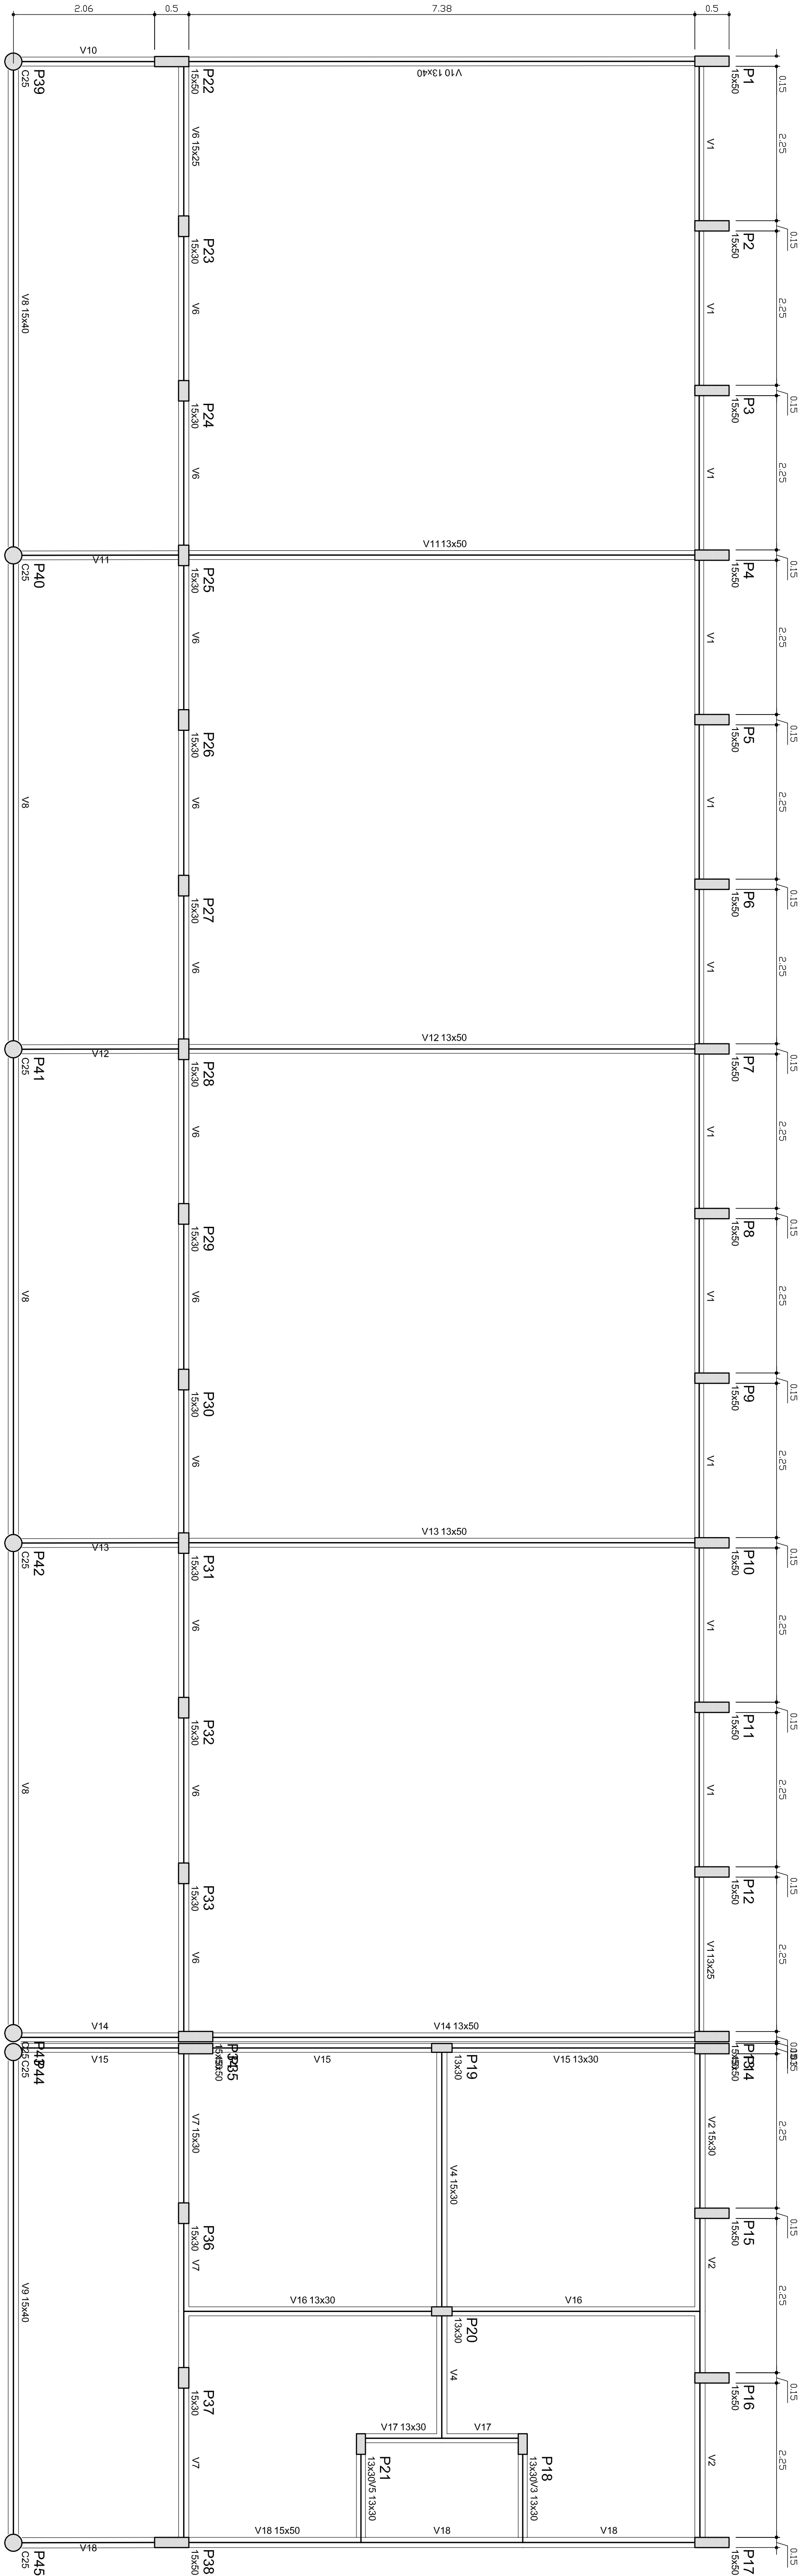 2.06
0.5
7.38
0.5
V10
P39
C25
P22
15x50
V10 13x40
P1
15x50
0.15
V6 15x25
V1
2.25
P23
15x30
P2
15x50
0.15
V8 15x40
V6
V1
2.25
P24
15x30
P3
15x50
0.15
V6
V1
2.25
V11
V11 13x50
P40
C25
P25
15x30
P4
15x50
0.15
V6
V1
2.25
P26
15x30
P5
15x50
0.15
V8
V6
V1
2.25
P27
15x30
P6
15x50
0.15
V6
V1
2.25
V12
V12 13x50
P41
C25
P28
15x30
P7
15x50
0.15
V6
V1
2.25
P29
15x30
P8
15x50
0.15
V8
V6
V1
2.25
P30
15x30
P9
15x50
0.15
V6
V1
2.25
V13
V13 13x50
P42
C25
P31
15x30
P10
15x50
0.15
V6
V1
2.25
P32
15x30
P11
15x50
0.15
V8
V6
V1
2.25
P33
15x30
P12
15x50
0.15
V6
V1 13x25
2.25
V14
V14 13x50
P44
C25
P35
15x50
V15
V15
P19
13x30
V15 13x30
P14
15x50
V7 15x30
V4 15x30
V2 15x30
2.25
P36
15x30
P15
15x50
0.15
V9 15x40
V7
V16 13x30
V16
V2
2.25
P20
13x30
P37
15x30
V4
P16
15x50
0.15
V17 13x30
V17
V7
P21
13x30
V5 13x30
P18
13x30
V3 13x30
V2
2.25
V18
V18 15x50
V18
V18
P45
C25
P38
15x50
P17
15x50
0.15